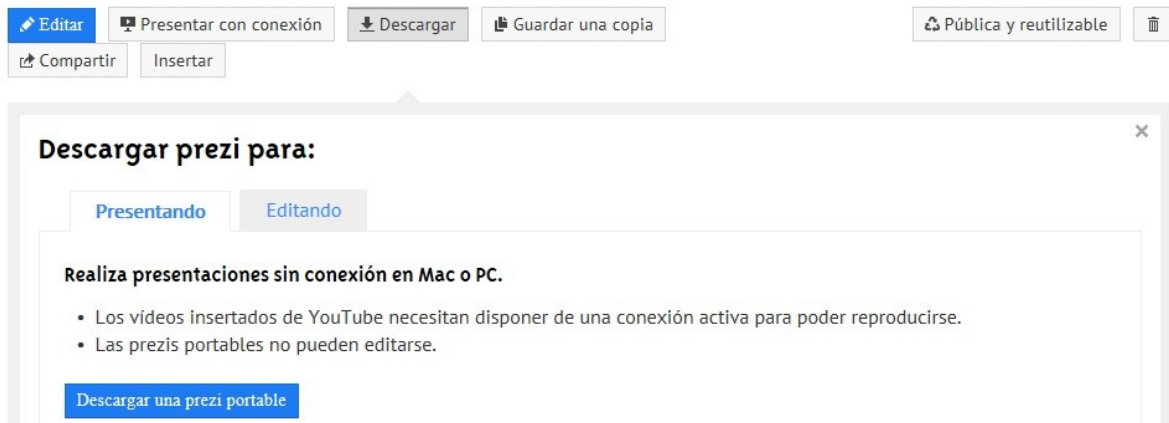 Editar Presentar con conexión Descargar Guardar una copia Pública y reutilizable
Compartir Insertar
Descargar prezi para:
Presentando Editando
Realiza presentaciones sin conexión en Mac o PC.
• Los vídeos insertados de YouTube necesitan disponer de una conexión activa para poder reproducirse.
• Las prezis portables no pueden editarse.
Descargar una prezi portable